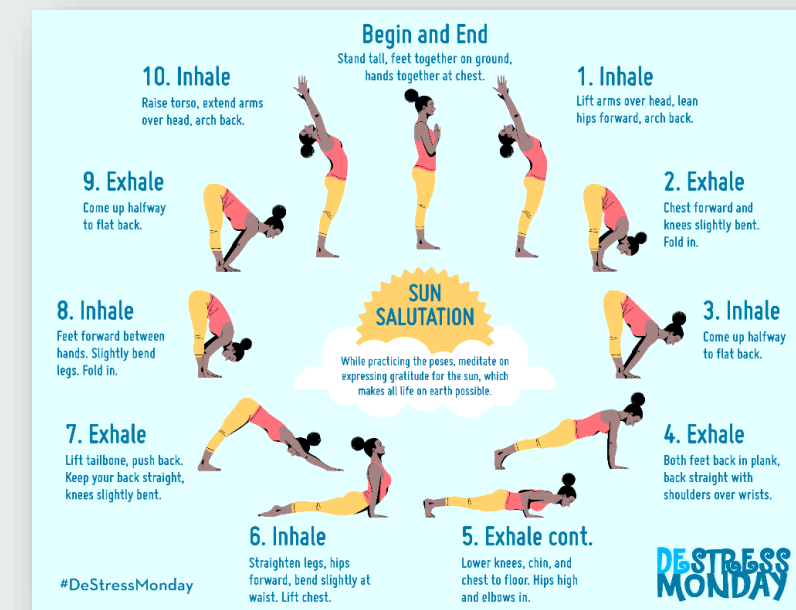 Begin and End
Stand tall, feet together on ground,
hands together at chest.
1. Inhale
Lift arms over head, lean
hips forward, arch back.
2. Exhale
Chest forward and
knees slightly bent.
Fold in.
3. Inhale
Come up halfway
to flat back.
4. Exhale
Both feet back in plank,
back straight with
shoulders over wrists.
5. Exhale cont.
Lower knees, chin, and
chest to floor. Hips high
and elbows in.
6. Inhale
Straighten legs, hips
forward, bend slightly at
waist. Lift chest.
7. Exhale
Lift tailbone, push back.
Keep your back straight,
knees slightly bent.
8. Inhale
Feet forward between
hands. Slightly bend
legs. Fold in.
9. Exhale
Come up halfway
to flat back.
10. Inhale
Raise torso, extend arms
over head, arch back.
SUN
SALUTATION
While practicing the poses, meditate on
expressing gratitude for the sun, which
makes all life on earth possible.
#DeStressMonday
DESTRESS
MONDAY